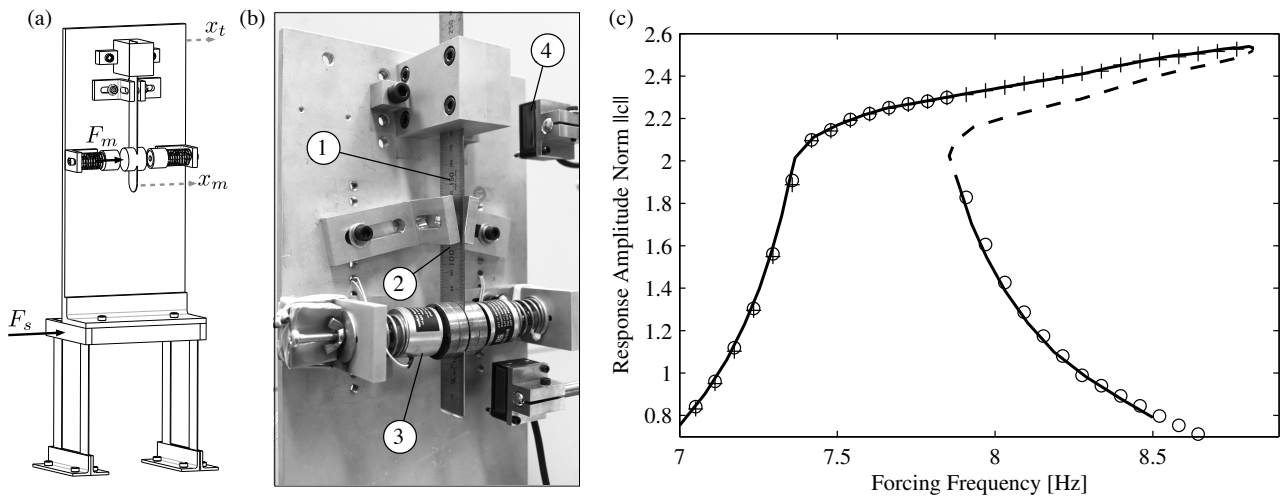 (a)
x_t
F_m
x_m
F_s
(b)
1
2
3
4
(c)
2.6
2.4
2.2
2
1.8
1.6
1.4
1.2
1
0.8
Response Amplitude Norm ||c||
7
7.5
8
8.5
Forcing Frequency [Hz]